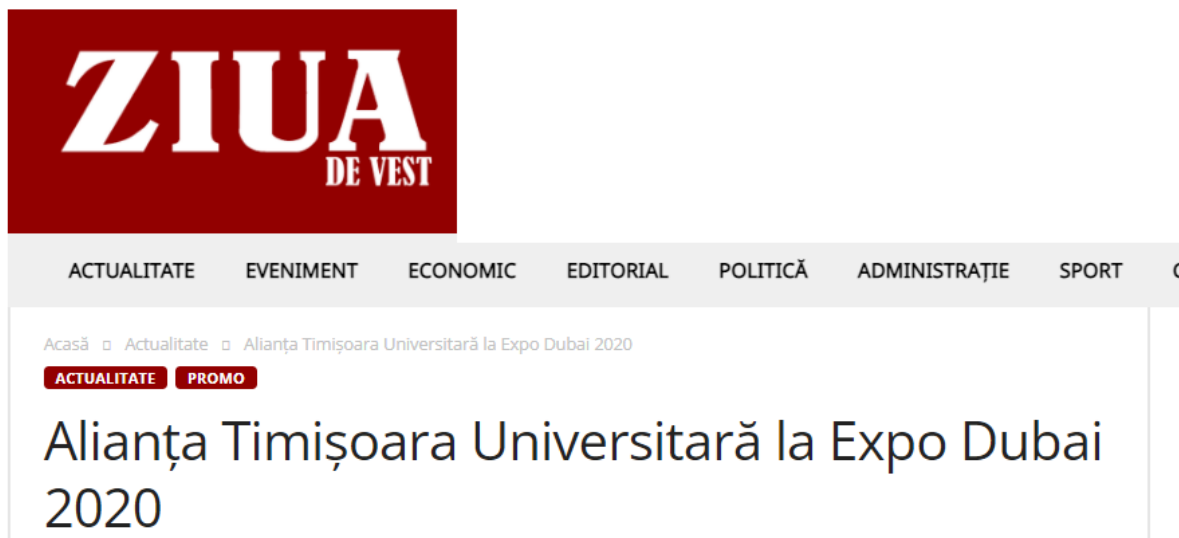 ZIUA
DE VEST
ACTUALITATE EVENIMENT ECONOMIC EDITORIAL POLITICĂ ADMINISTRAȚIE SPORT
Acasă Actualitate Alianța Timișoara Universitară la Expo Dubai 2020
ACTUALITATE PROMO
Alianța Timișoara Universitară la Expo Dubai
2020